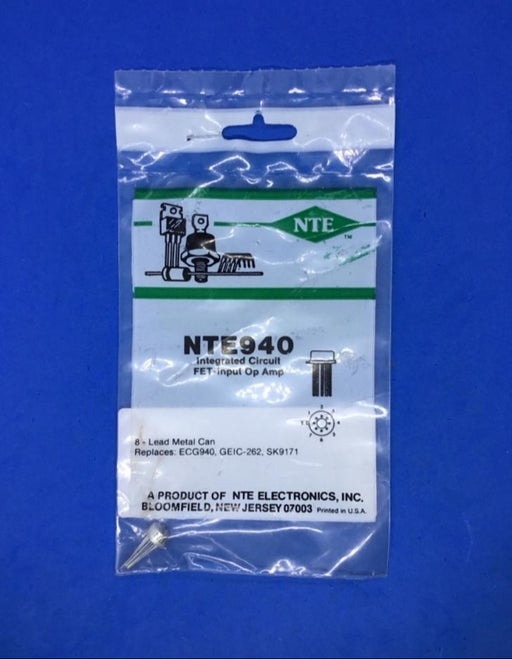 NTE
TM
NTE940
Integrated Circuit
FET-Input Op Amp
8 - Lead Metal Can
Replaces: ECG940, GEIC-262, SK9171
A PRODUCT OF NTE ELECTRONICS, INC.
BLOOMFIELD, NEW JERSEY 07003 Printed in U.S.A.